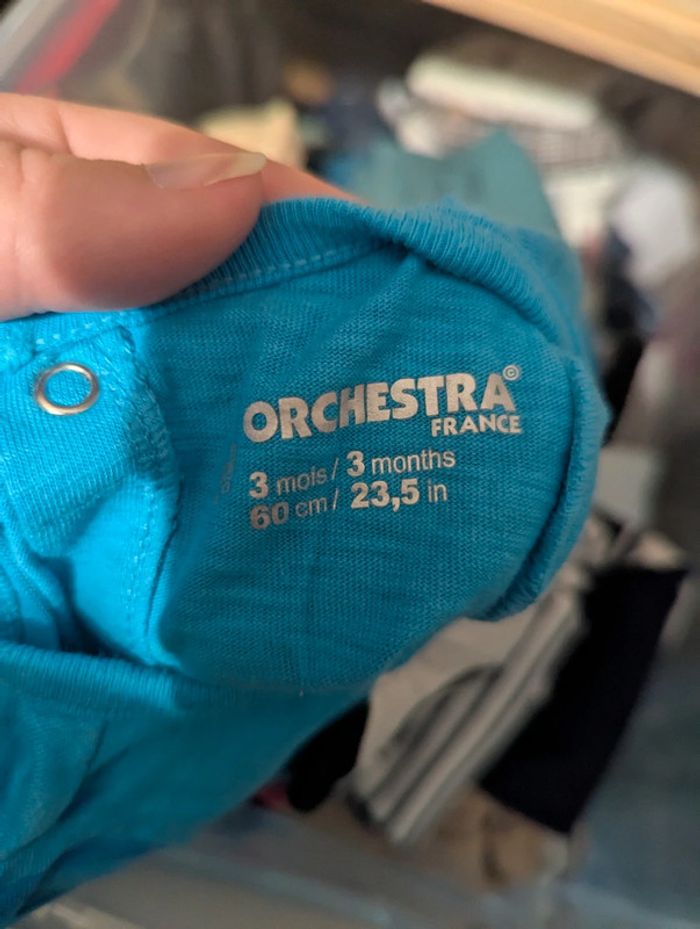 ORCHESTRA©
FRANCE
3 mois / 3 months
60 cm / 23,5 in